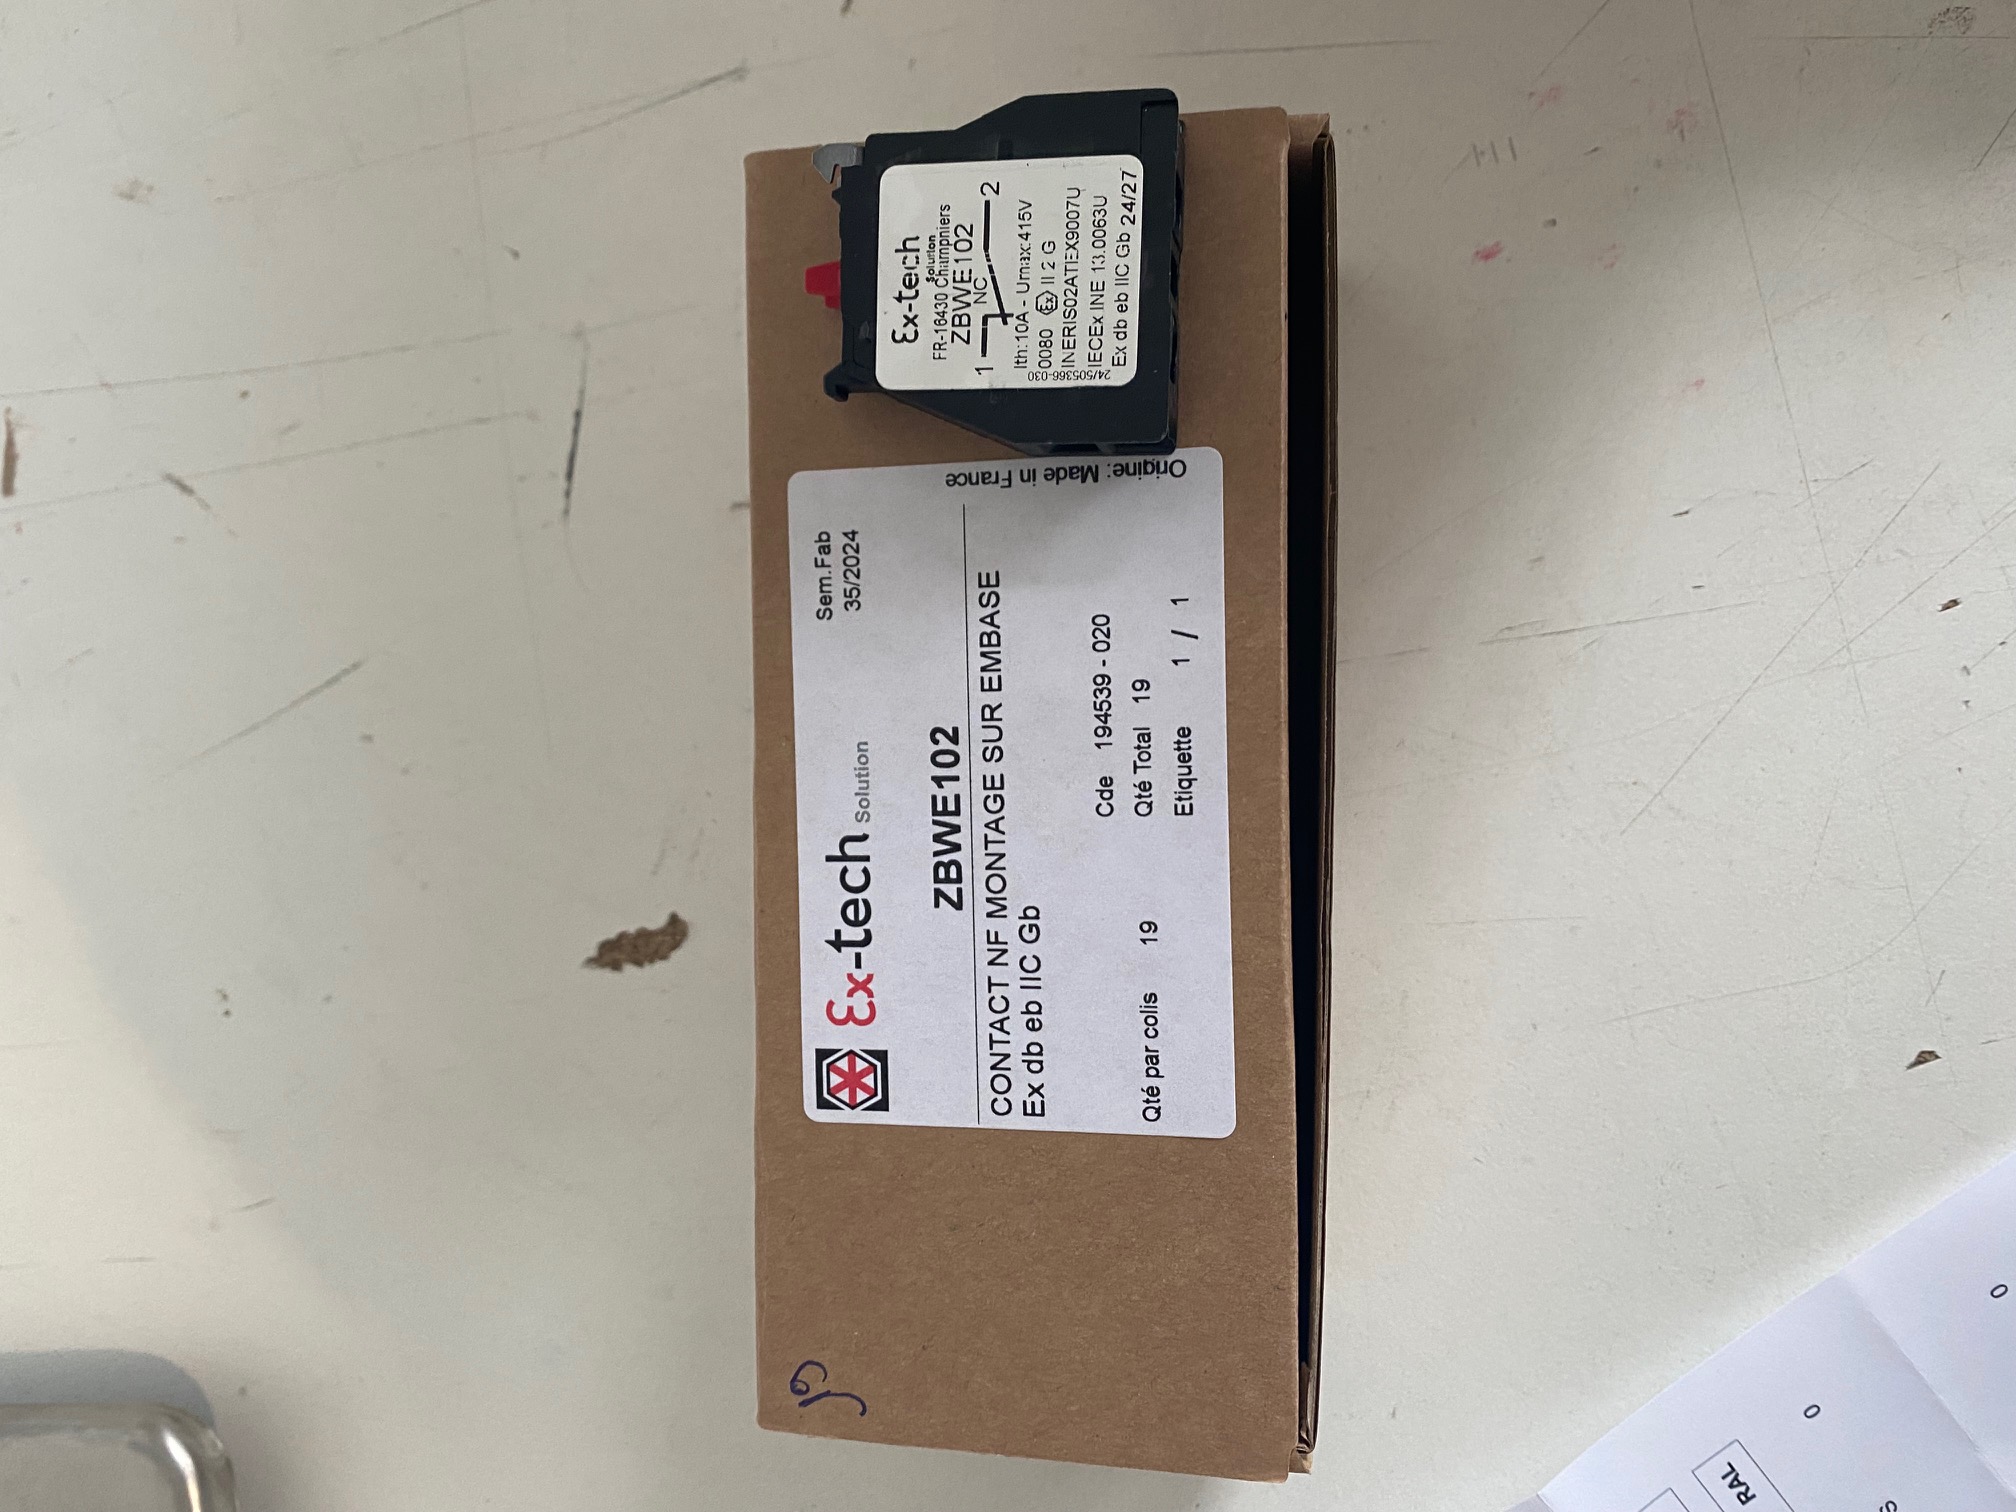 Ex-tech
solution
FR-16430 Champniers
ZBWE 102
1
NC
2
Ith:10A - Umax:415V
0080 Ex II 2 G
INERIS02ATEX9007U
IECEx INE 13.0063U
Ex db eb IIC Gb 24/27
24/505366-030
Ex-tech
solution
Sem.Fab
35/2024
ZBWE102
CONTACT NF MONTAGE SUR EMBASE
Ex db eb IIC Gb
Cde 194539 - 020
Qté par colis 19
Qté Total 19
Etiquette 1 / 1
Origine: Made in France
19
RAL
0
0